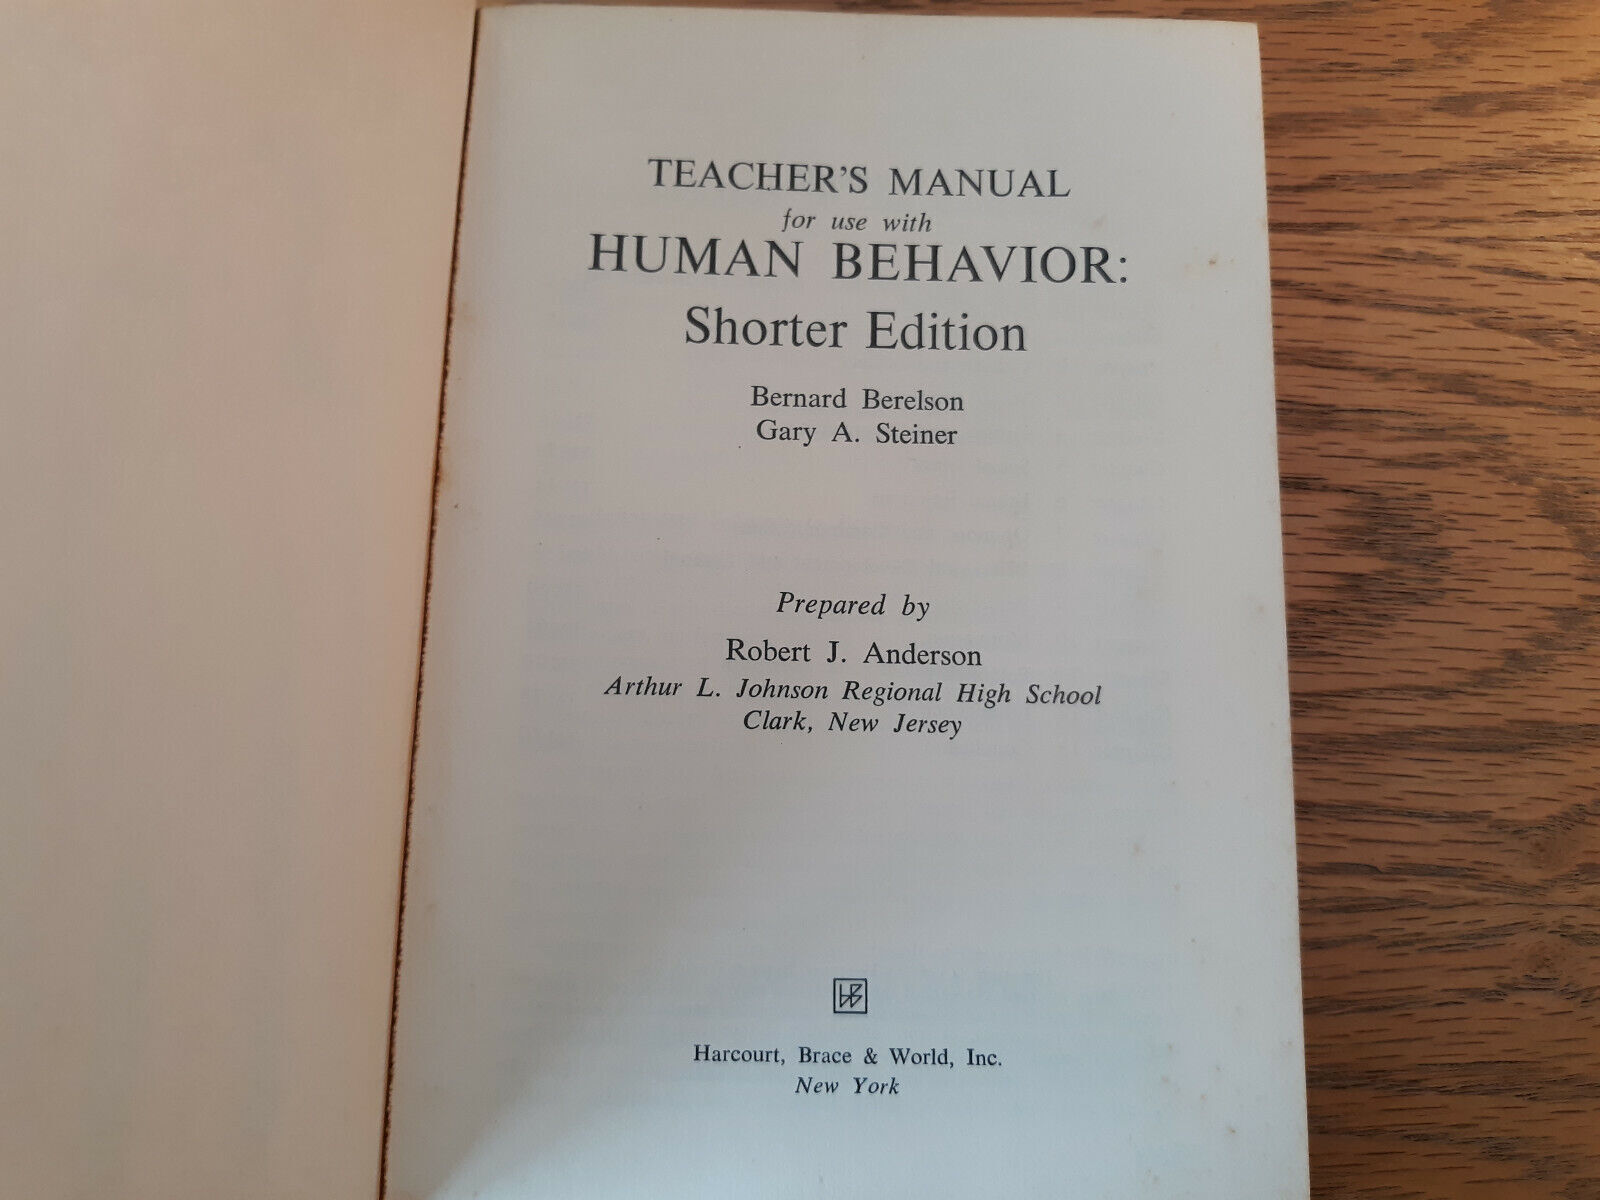 TEACHER'S MANUAL
for use with
HUMAN BEHAVIOR:
Shorter Edition
Bernard Berelson
Gary A. Steiner
Prepared by
Robert J. Anderson
Arthur L. Johnson Regional High School
Clark, New Jersey
Harcourt, Brace & World, Inc.
New York